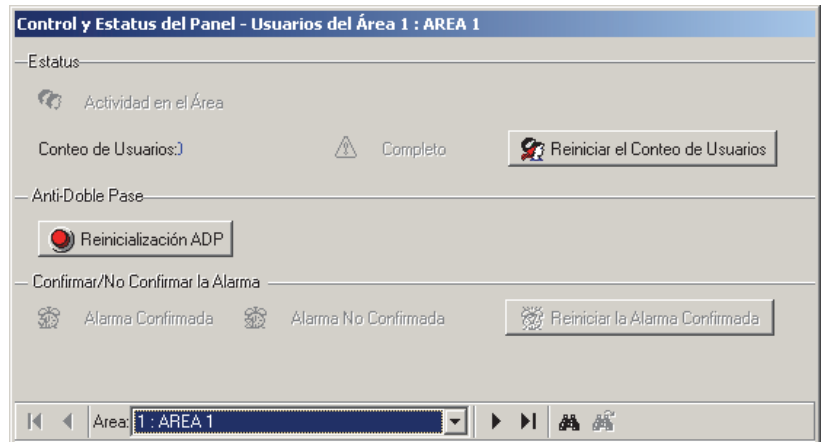 Control y Estatus del Panel - Usuarios del Área 1 : AREA 1
Estatus
Actividad en el Área
Conteo de Usuarios:
Completo
Reiniciar el Conteo de Usuarios
Anti-Doble Pase
Reinicialización ADP
Confirmar/No Confirmar la Alarma
Alarma Confirmada
Alarma No Confirmada
Reiniciar la Alarma Confirmada
Area: 1 : AREA 1